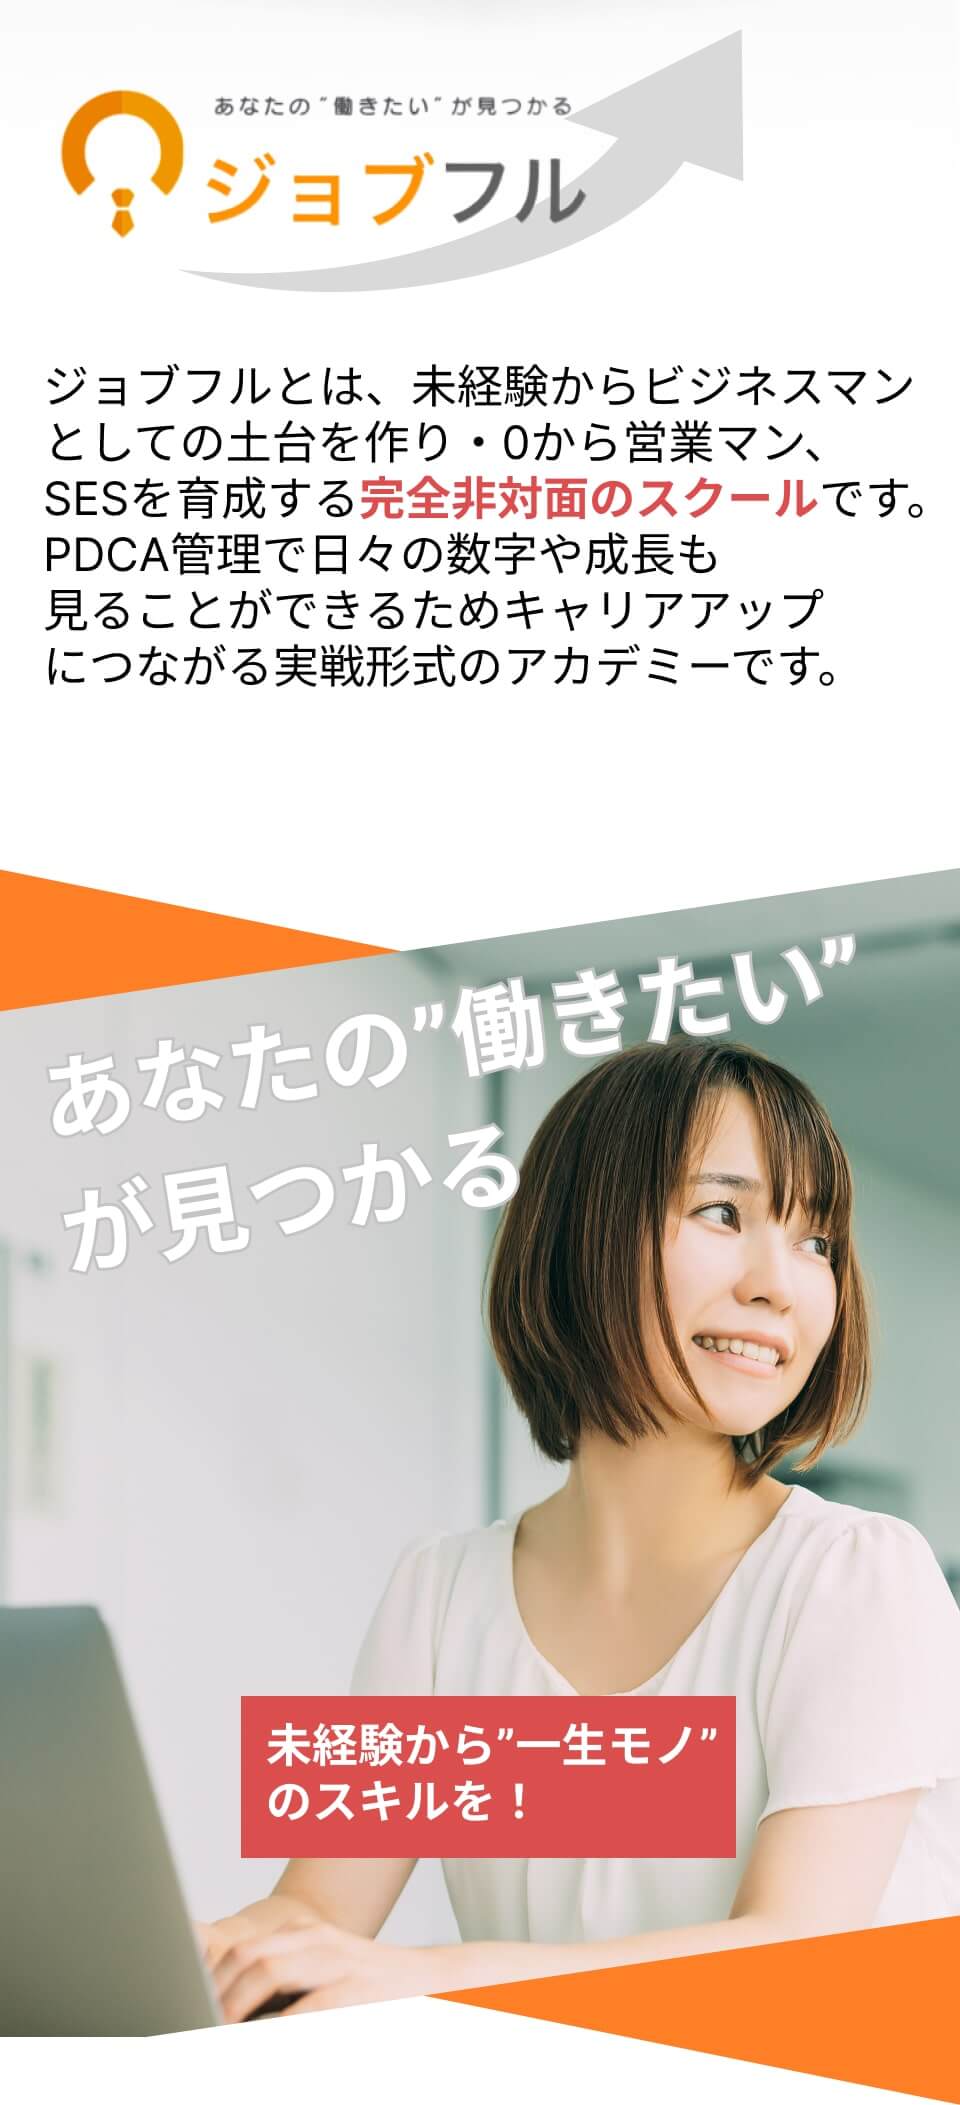 あなたの”働きたい”が見つかる
ジョブフル
ジョブフルとは、未経験からビジネスマン
としての土台を作り・0から営業マン、
SESを育成する完全非対面のスクールです。
PDCA管理で日々の数字や成長も
見ることができるためキャリアアップ
につながる実戦形式のアカデミーです。
あなたの”働きたい”
が見つかる
未経験から”一生モノ”
のスキルを！